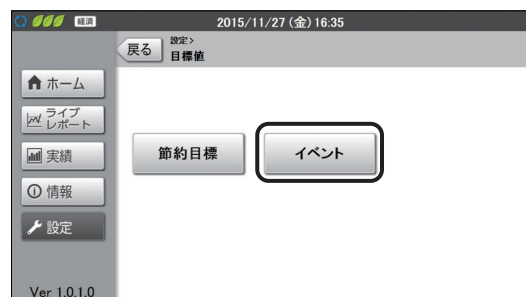 経済
2015/11/27 (金) 16:35
戻る
設定>
目標値
ホーム
ライブ
レポート
実績
情報
設定
節約目標
イベント
Ver 1.0.1.0